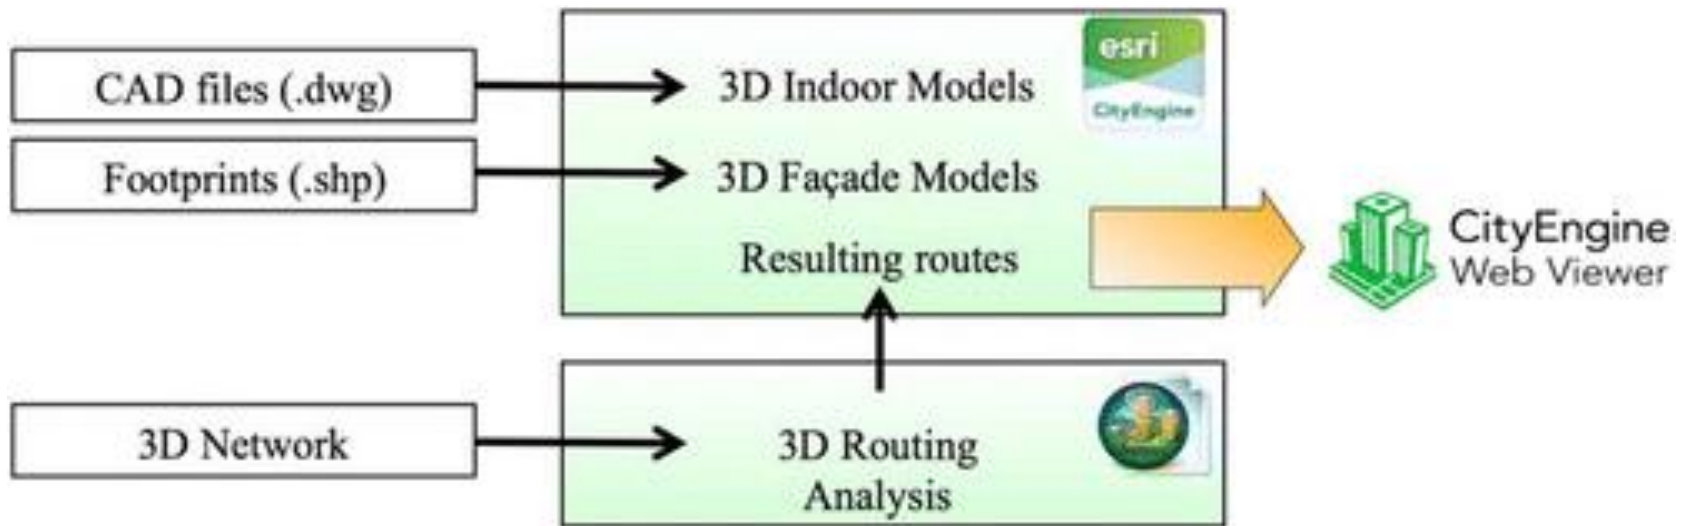 CAD files (.dwg)
Footprints (.shp)
3D Network
3D Indoor Models
3D Façade Models
Resulting routes
esri
CityEngine
3D Routing
Analysis
CityEngine
Web Viewer